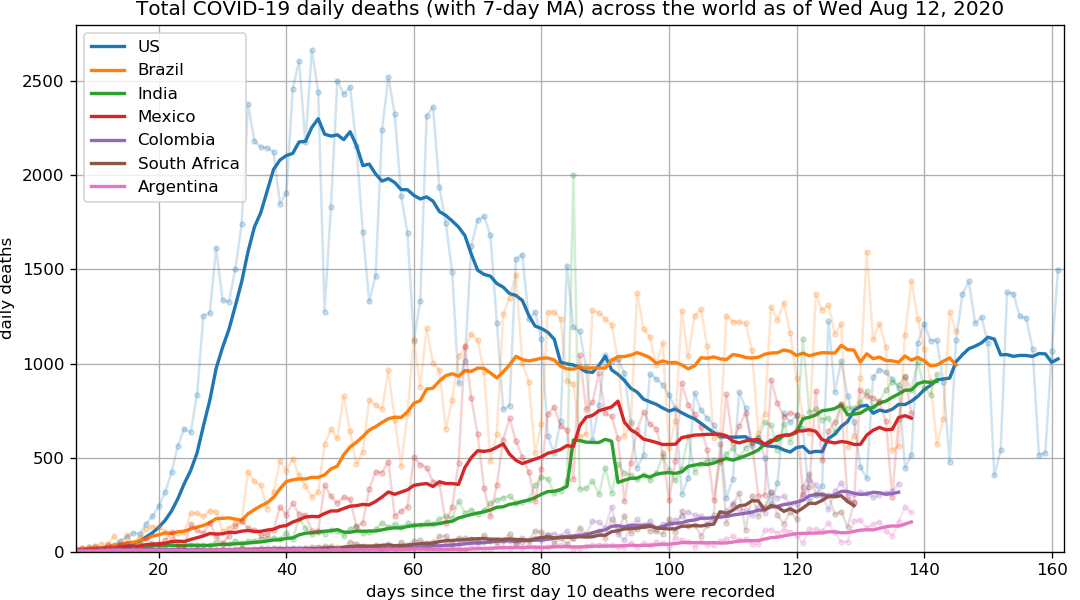 Total COVID-19 daily deaths (with 7-day MA) across the world as of Wed Aug 12, 2020
US
Brazil
India
Mexico
Colombia
South Africa
Argentina
daily deaths
2500
2000
1500
1000
500
0
20 40 60 80 100 120 140 160
days since the first day 10 deaths were recorded